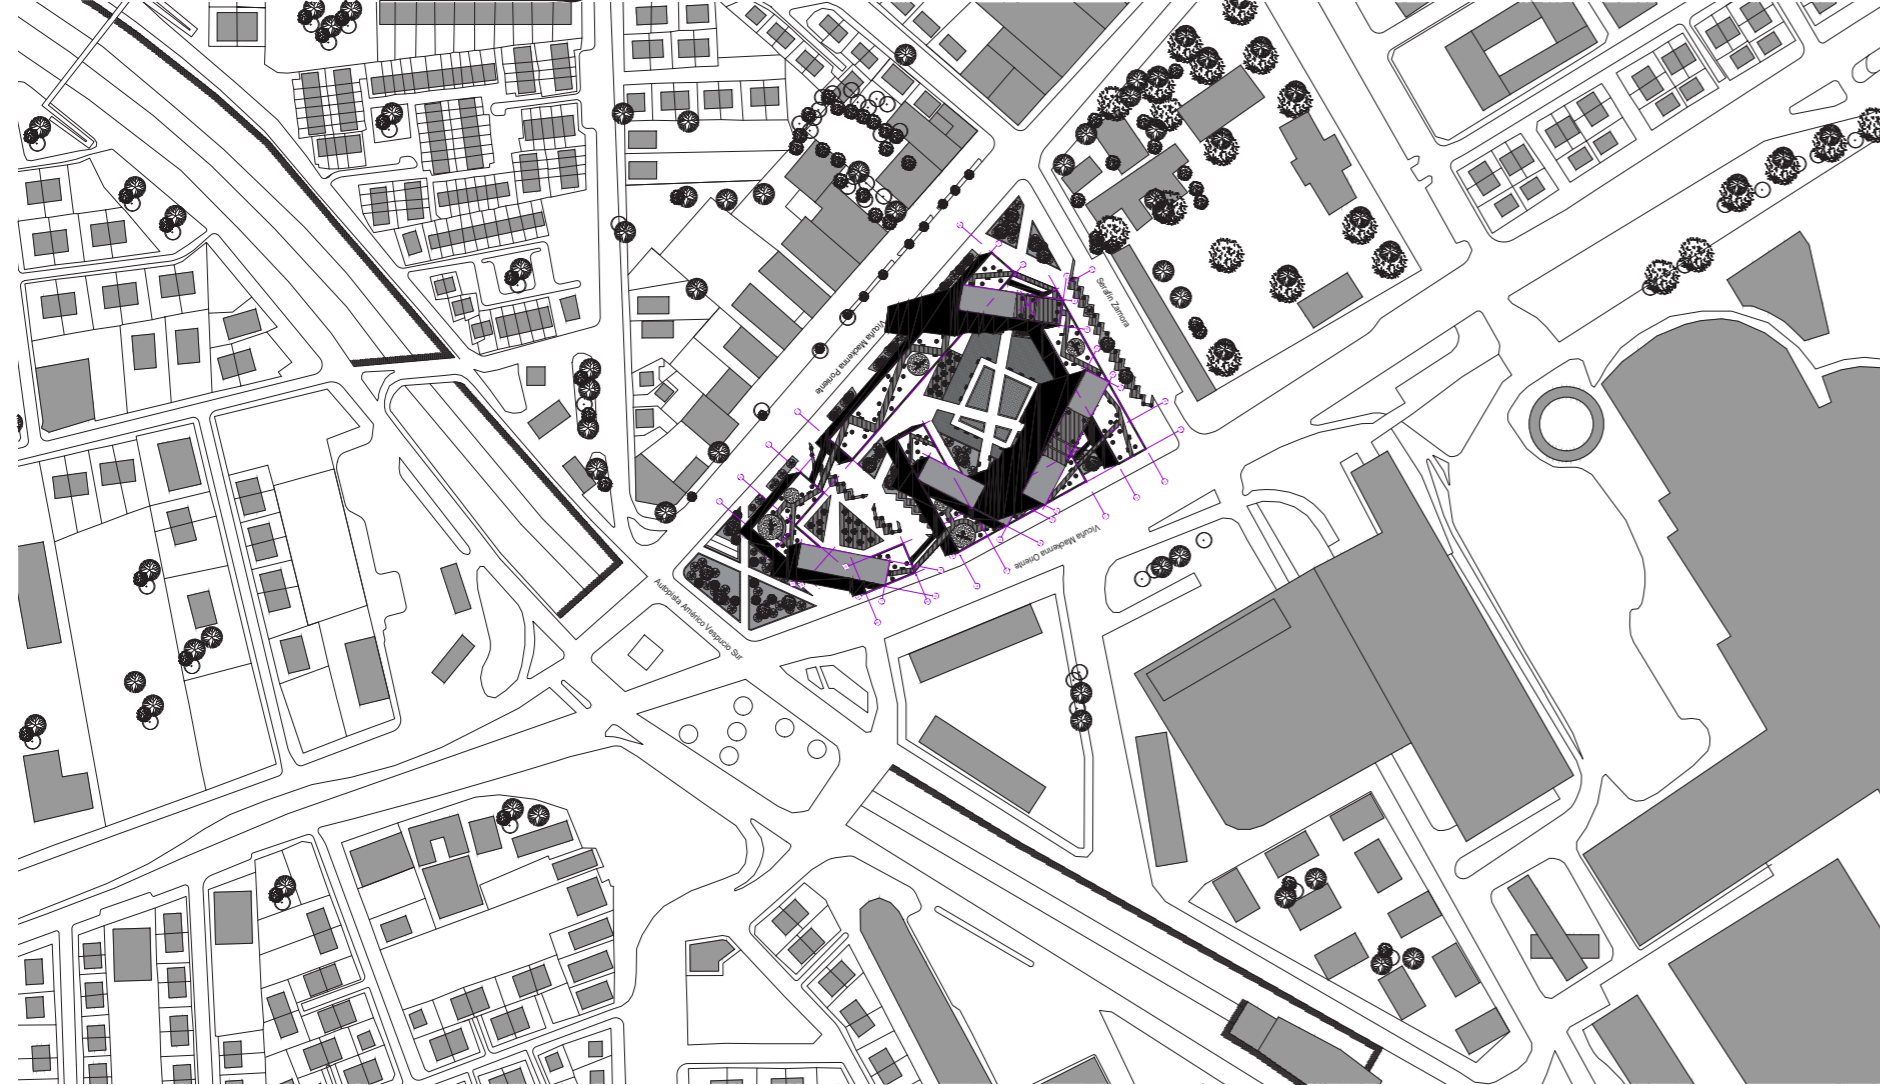 Serafín Zamora
Vicuña Mackenna Poniente
Vicuña Mackenna Oriente
Autopista Américo Vespucio Sur